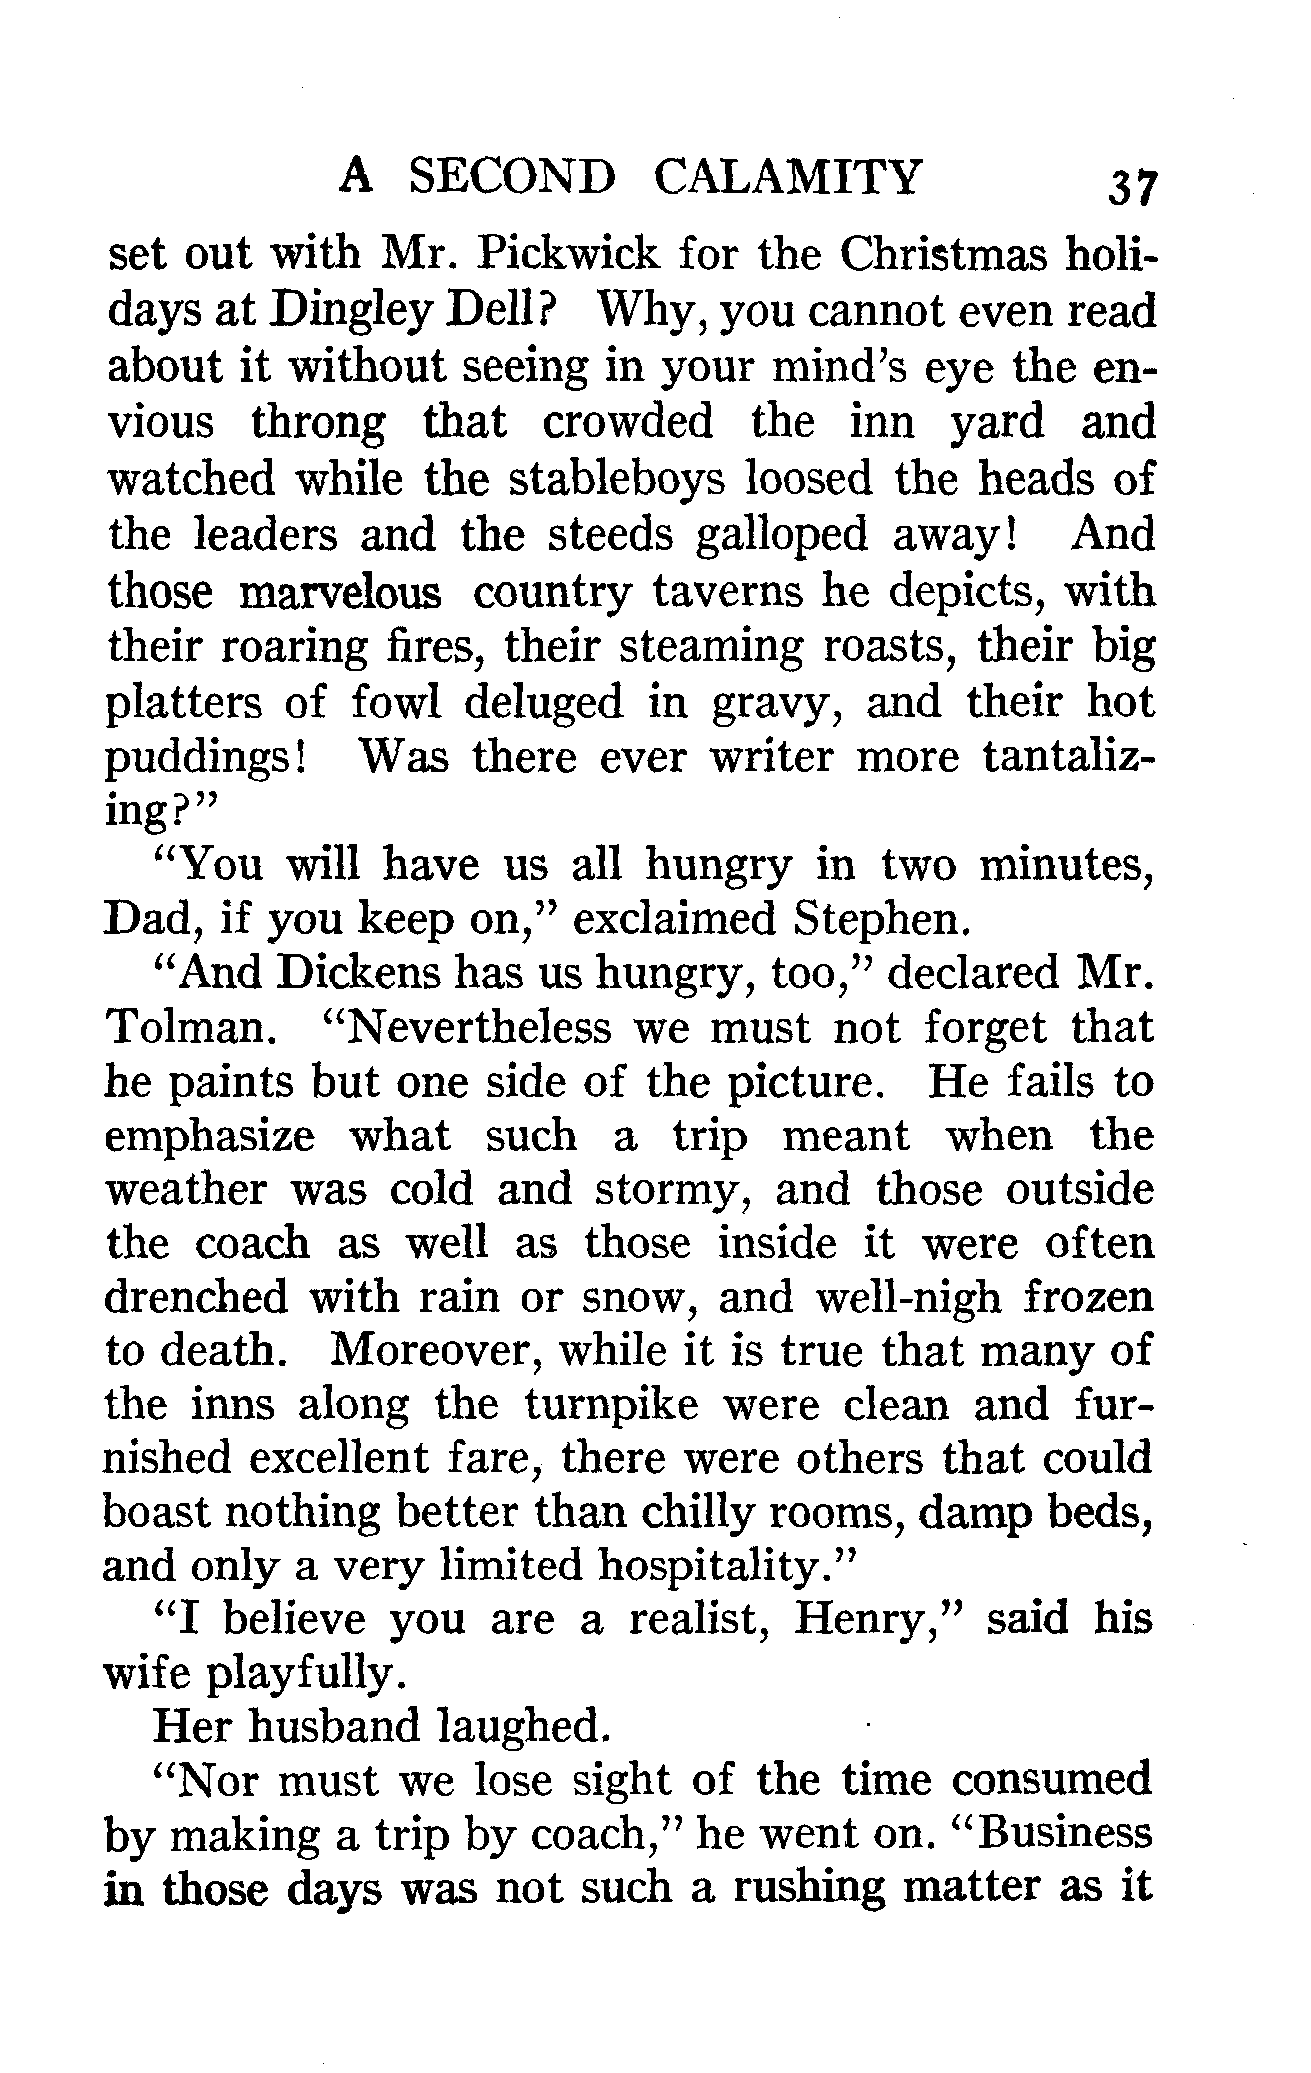 A SECOND CALAMITY 37
set out with Mr. Pickwick for the Christmas holi-
days at Dingley Dell? Why, you cannot even read
about it without seeing in your mind's eye the en-
vious throng that crowded the inn yard and
watched while the stableboys loosed the heads of
the leaders and the steeds galloped away! And
those marvelous country taverns he depicts, with
their roaring fires, their steaming roasts, their big
platters of fowl deluged in gravy, and their hot
puddings! Was there ever writer more tantaliz-
ing?”
“You will have us all hungry in two minutes,
Dad, if you keep on,” exclaimed Stephen.
“And Dickens has us hungry, too,” declared Mr.
Tolman. “Nevertheless we must not forget that
he paints but one side of the picture. He fails to
emphasize what such a trip meant when the
weather was cold and stormy, and those outside
the coach as well as those inside it were often
drenched with rain or snow, and well-nigh frozen
to death. Moreover, while it is true that many of
the inns along the turnpike were clean and fur-
nished excellent fare, there were others that could
boast nothing better than chilly rooms, damp beds,
and only a very limited hospitality.”
“I believe you are a realist, Henry,” said his
wife playfully.
Her husband laughed.
“Nor must we lose sight of the time consumed
by making a trip by coach,” he went on. “Business
in those days was not such a rushing matter as it